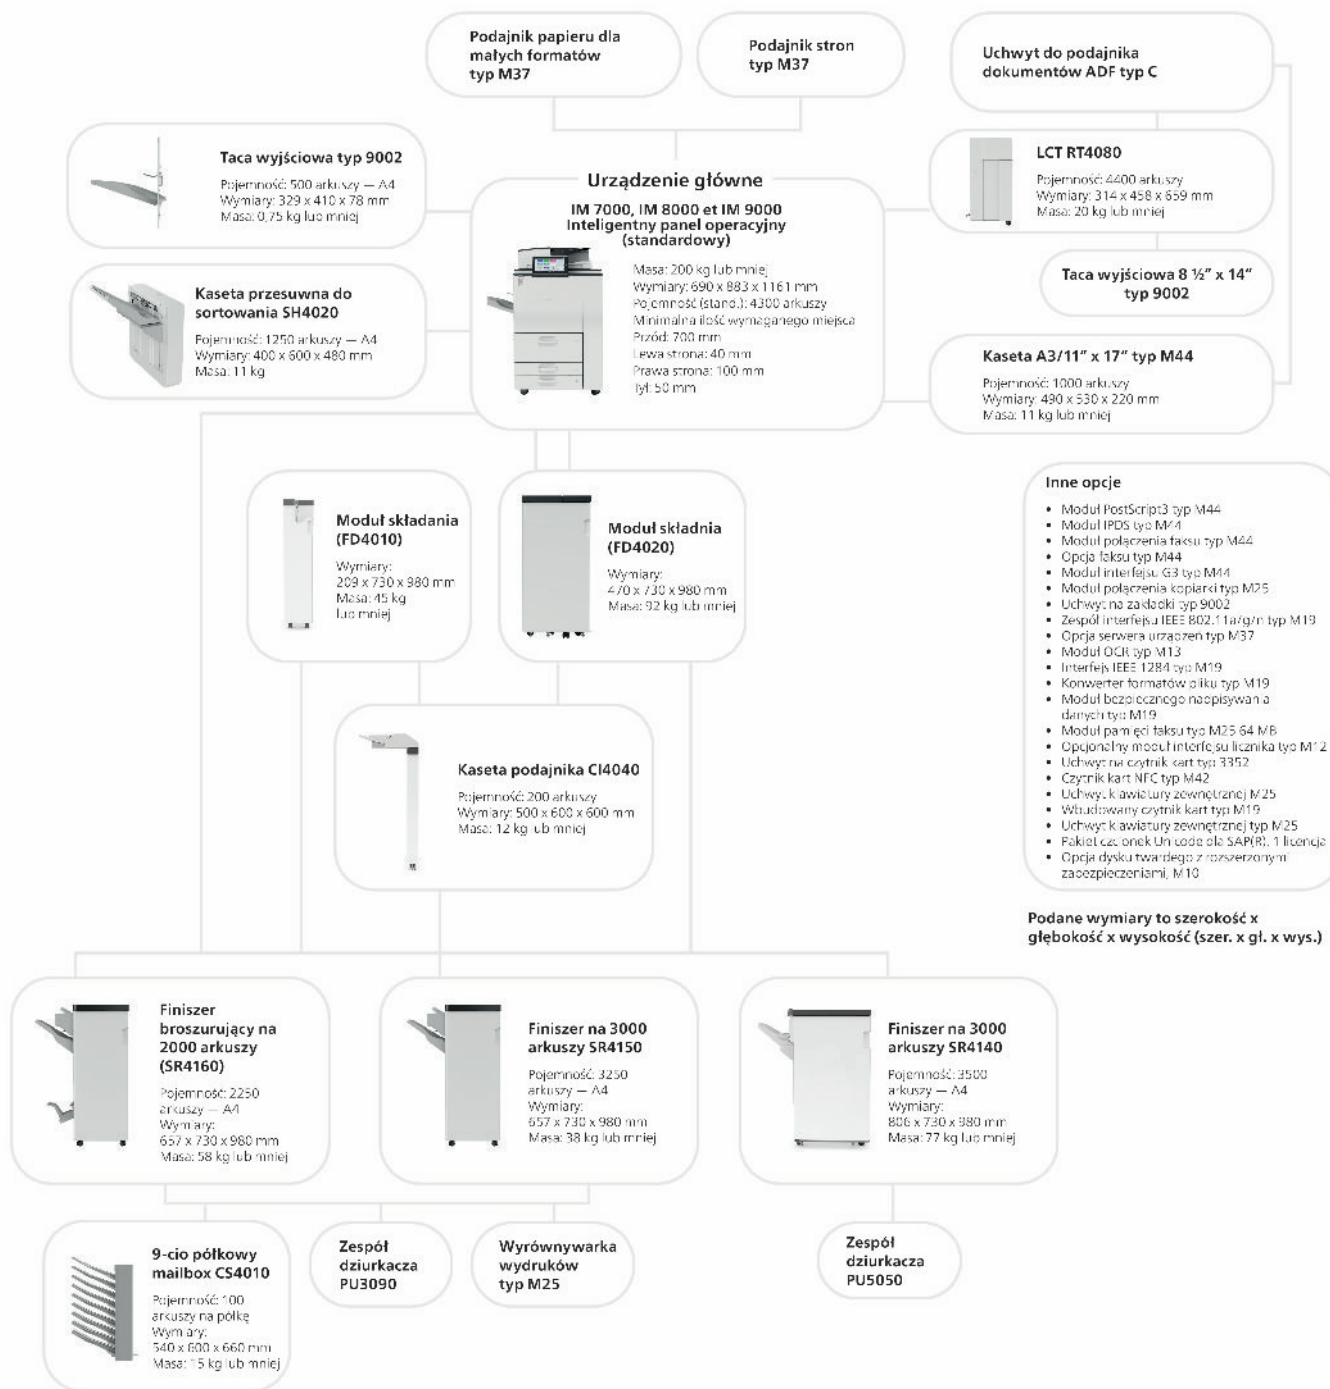 Podajnik papieru dla
małych formatów
typ M37
Podajnik stron
typ M37
Uchwyt do podajnika
dokumentów ADF typ C
Taca wyjściowa typ 9002
Pojemność: 500 arkuszy — A4
Wymiary: 329 x 410 x 78 mm
Masa: 0,75 kg lub mniej
LCT RT4080
Pojemność: 4400 arkuszy
Wymiary: 314 x 458 x 659 mm
Masa: 20 kg lub mniej
Urządzenie główne
IM 7000, IM 8000 et IM 9000
Inteligentny panel operacyjny
(standardowy)
Masa: 200 kg lub mniej
Wymiary: 690 x 883 x 1161 mm
Pojemność (stand.): 4300 arkuszy
Minimalna ilość wymaganego miejsca
Przód: 700 mm
Lewa strona: 40 mm
Prawa strona: 100 mm
Tył: 50 mm
Taca wyjściowa 8 ½” x 14”
typ 9002
Kaseta przesuwna do
sortowania SH4020
Pojemność: 1250 arkuszy — A4
Wymiary: 400 x 600 x 480 mm
Masa: 11 kg
Kaseta A3/11” x 17” typ M44
Pojemność: 1000 arkuszy
Wymiary: 490 x 530 x 220 mm
Masa: 11 kg lub mniej
Moduł składania
(FD4010)
Wymiary:
209 x 730 x 980 mm
Masa: 45 kg
lub mniej
Moduł składnia
(FD4020)
Wymiary:
470 x 730 x 980 mm
Masa: 92 kg lub mniej
Inne opcje
• Moduł PostScript3 typ M44
• Moduł IPDS typ M44
• Moduł połączenia faksu typ M44
• Opcja faksu typ M44
• Moduł interfejsu G3 typ M44
• Moduł połączenia kopiarki typ M25
• Uchwyt na zakładki typ 9002
• Zespół interfejsu IEEE 802.11a/g/n typ M19
• Opcja serwera urządzeń typ M37
• Moduł OCR typ M13
• Interfejs IEEE 1284 typ M19
• Konwerter formatów pliku typ M19
• Moduł bezpiecznego nadpisywania
danych typ M19
• Moduł pamięci faksu typ M25 64 MB
• Opcjonalny moduł interfejsu licznika typ M12
• Uchwyt na czytnik kart typ 3352
• Czytnik kart NFC typ M42
• Uchwyt klawiatury zewnętrznej M25
• Wbudowany czytnik kart typ M19
• Uchwyt klawiatury zewnętrznej typ M25
• Pakiet czcionek Unicode dla SAP(R). 1 licencja
• Opcja dysku twardego z rozszerzonymi
zabezpieczeniami, M10
Kaseta podajnika CI4040
Pojemność: 200 arkuszy
Wymiary: 500 x 600 x 600 mm
Masa: 12 kg lub mniej
Podane wymiary to szerokość x
głębokość x wysokość (szer. x gł. x wys.)
Finiszer
broszurujący na
2000 arkuszy
(SR4160)
Pojemność: 2250
arkuszy — A4
Wymiary:
657 x 730 x 980 mm
Masa: 58 kg lub mniej
Finiszer na 3000
arkuszy SR4150
Pojemność: 3250
arkuszy — A4
Wymiary:
657 x 730 x 980 mm
Masa: 38 kg lub mniej
Finiszer na 3000
arkuszy SR4140
Pojemność: 3500
arkuszy — A4
Wymiary:
806 x 730 x 980 mm
Masa: 77 kg lub mniej
9-cio półkowy
mailbox CS4010
Pojemność: 100
arkuszy na półkę
Wymiary:
540 x 600 x 660 mm
Masa: 15 kg lub mniej
Zespół
dziurkacza
PU3090
Wyrównywarka
wydruków
typ M25
Zespół
dziurkacza
PU5050